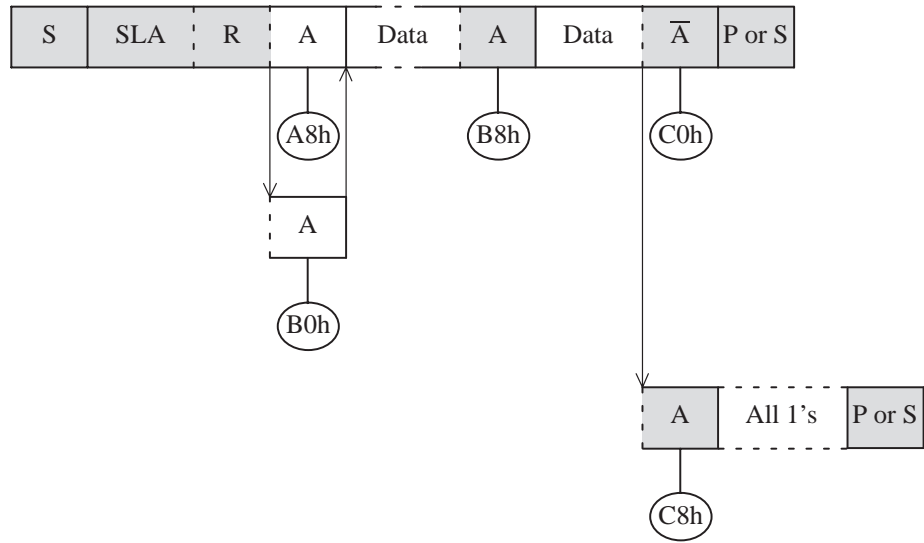 S SLA R A Data A Data A̅ P or S
A8h B8h C0h
A
B0h
A All 1's P or S
C8h